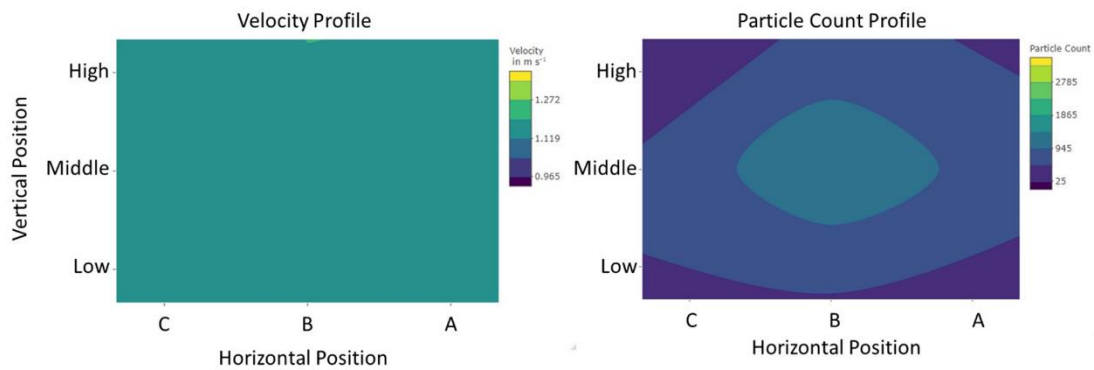 Velocity Profile
Vertical Position
High
Middle
Low
C B A
Horizontal Position
Velocity
in m s⁻¹
1.272
1.119
0.965
Particle Count Profile
High
Middle
Low
C B A
Horizontal Position
Particle Count
2785
1865
945
25